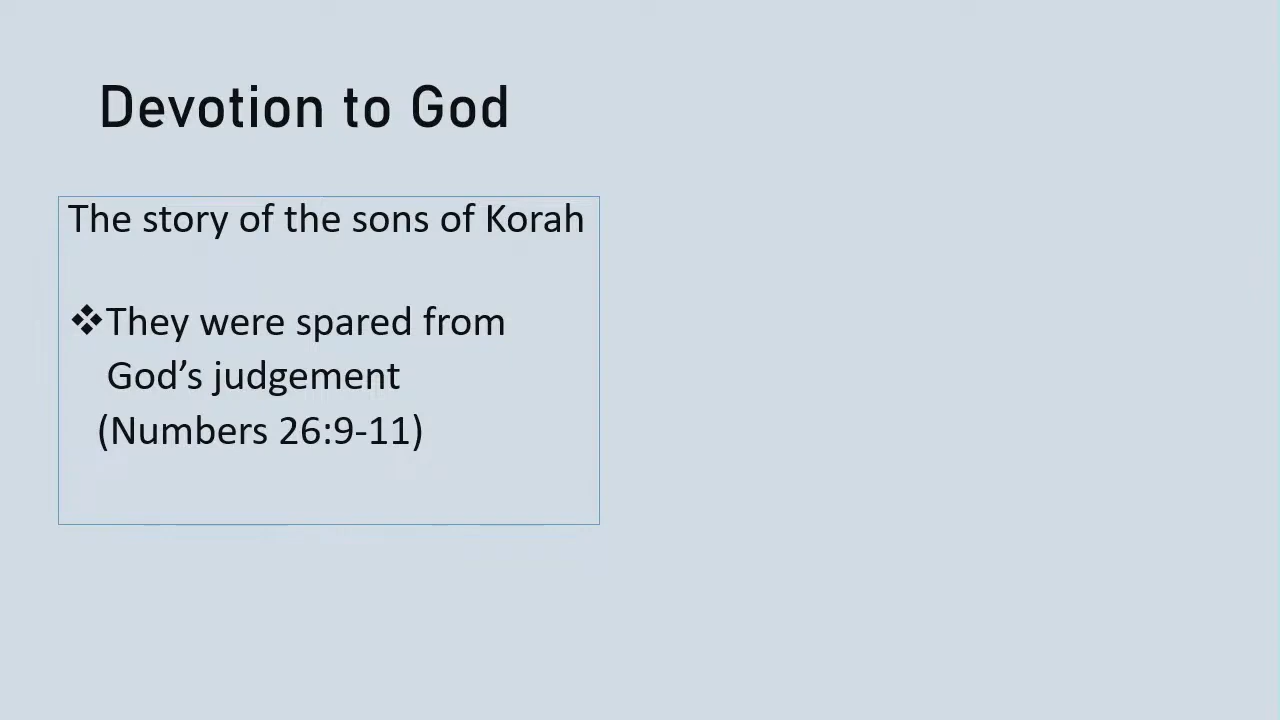 Devotion to God
The story of the sons of Korah
❖They were spared from
God’s judgement
(Numbers 26:9-11)